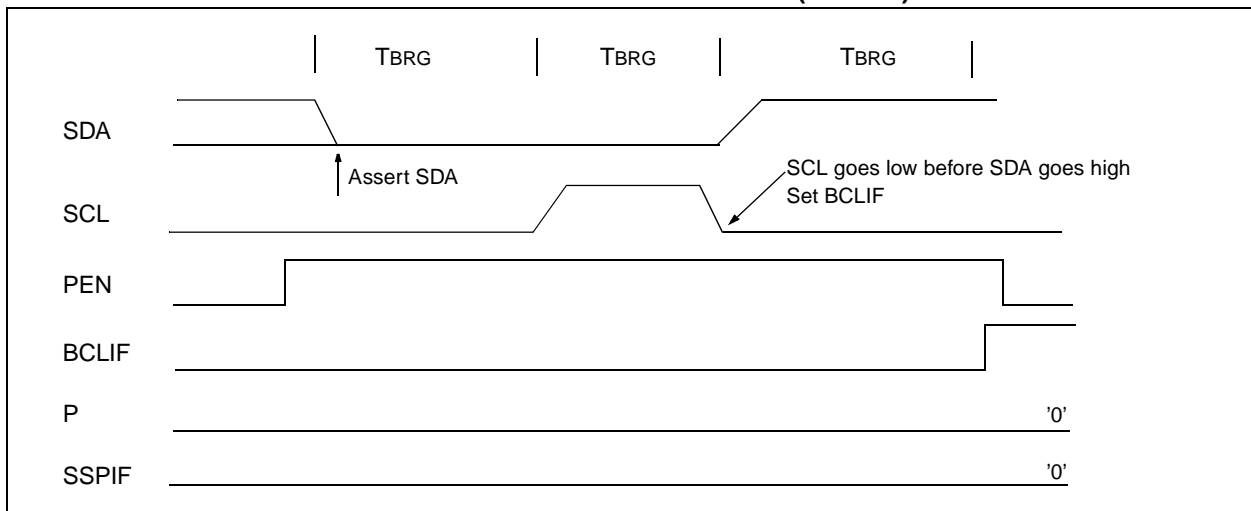 TBRG TBRG TBRG
SDA
Assert SDA
SCL goes low before SDA goes high
Set BCLIF
SCL
PEN
BCLIF
P '0'
SSPIF '0'